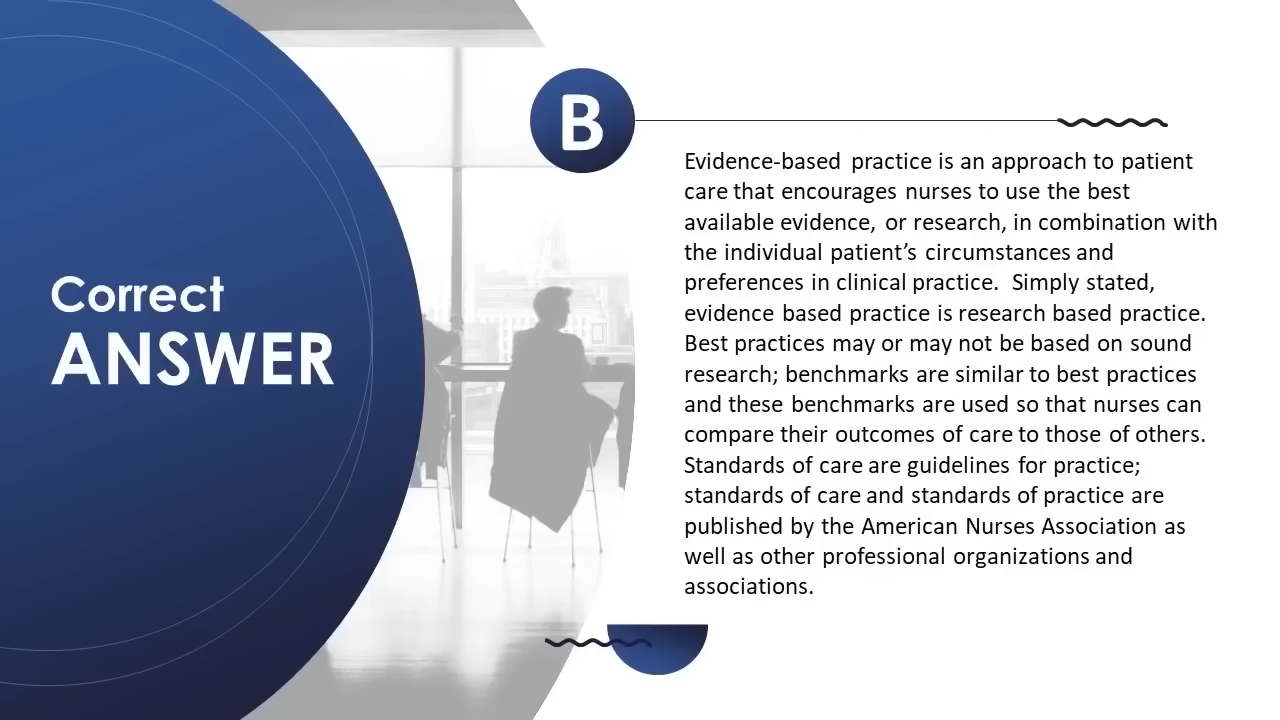 Correct
ANSWER
B
Evidence-based practice is an approach to patient
care that encourages nurses to use the best
available evidence, or research, in combination with
the individual patient’s circumstances and
preferences in clinical practice.  Simply stated,
evidence based practice is research based practice.
Best practices may or may not be based on sound
research; benchmarks are similar to best practices
and these benchmarks are used so that nurses can
compare their outcomes of care to those of others.
Standards of care are guidelines for practice;
standards of care and standards of practice are
published by the American Nurses Association as
well as other professional organizations and
associations.